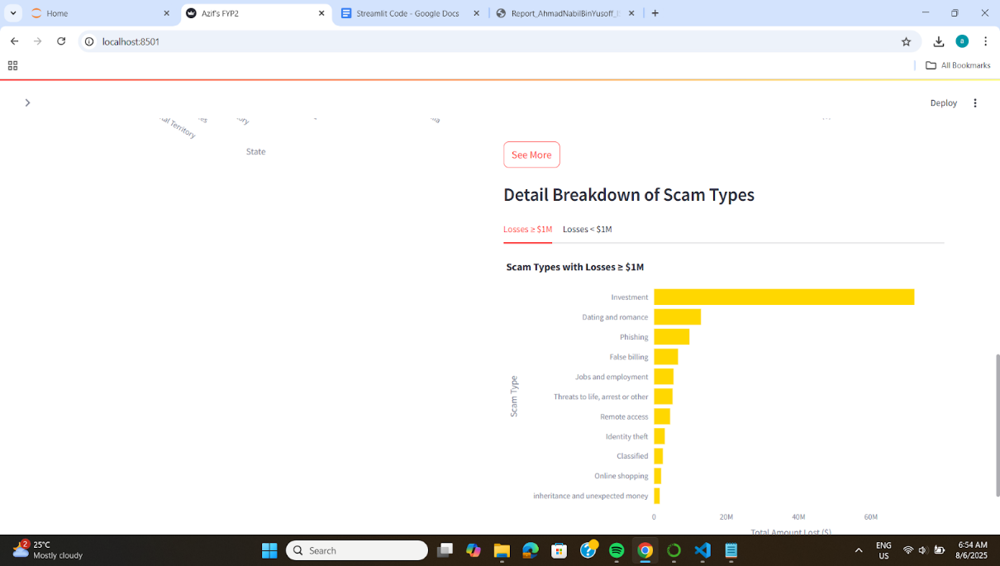 Home
Azif's FYP2
Streamlit Code - Google Docs
Report_AhmadNabilBinYusoff_
localhost:8501
a
All Bookmarks
Deploy
al Territory
State
See More
Detail Breakdown of Scam Types
Losses ≥ $1M
Losses < $1M
Scam Types with Losses ≥ $1M
Investment
Dating and romance
Phishing
False billing
Jobs and employment
Threats to life, arrest or other
Remote access
Identity theft
Classified
Online shopping
inheritance and unexpected money
Scam Type
0 20M 40M 60M
Total Amount Lost ($)
2
25°C
Mostly cloudy
Search
ENG
US
6:54 AM
8/6/2025